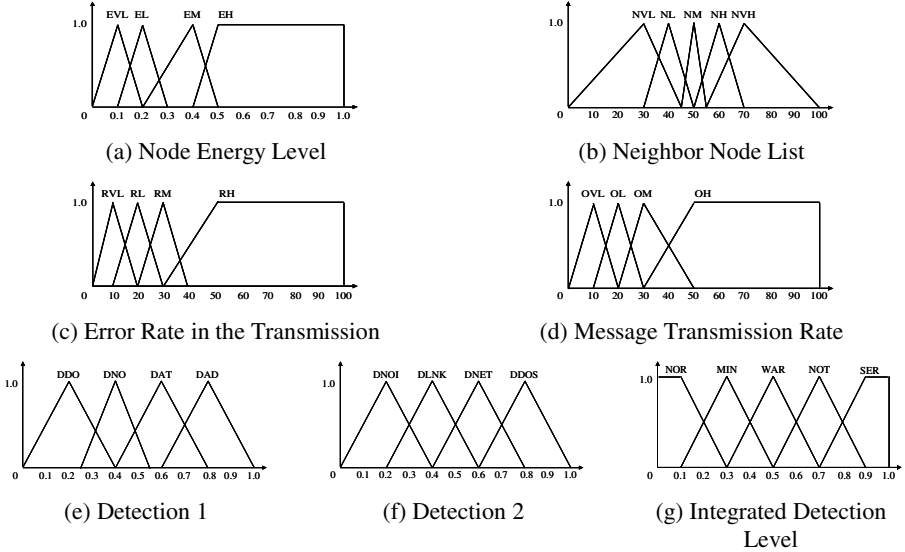 EVL EL EM EH
1.0
0 0.1 0.2 0.3 0.4 0.5 0.6 0.7 0.8 0.9 1.0
(a) Node Energy Level
NVL NL NM NH NVH
1.0
0 10 20 30 40 50 60 70 80 90 100
(b) Neighbor Node List
RVL RL RM RH
1.0
0 10 20 30 40 50 60 70 80 90 100
(c) Error Rate in the Transmission
OVL OL OM OH
1.0
0 10 20 30 40 50 60 70 80 90 100
(d) Message Transmission Rate
DDO DNO DAT DAD
1.0
0 0.1 0.2 0.3 0.4 0.5 0.6 0.7 0.8 0.9 1.0
(e) Detection 1
DNOI DLNK DNET DDOS
1.0
0 0.1 0.2 0.3 0.4 0.5 0.6 0.7 0.8 0.9 1.0
(f) Detection 2
NOR MIN WAR NOT SER
1.0
0 0.1 0.2 0.3 0.4 0.5 0.6 0.7 0.8 0.9 1.0
(g) Integrated Detection
Level